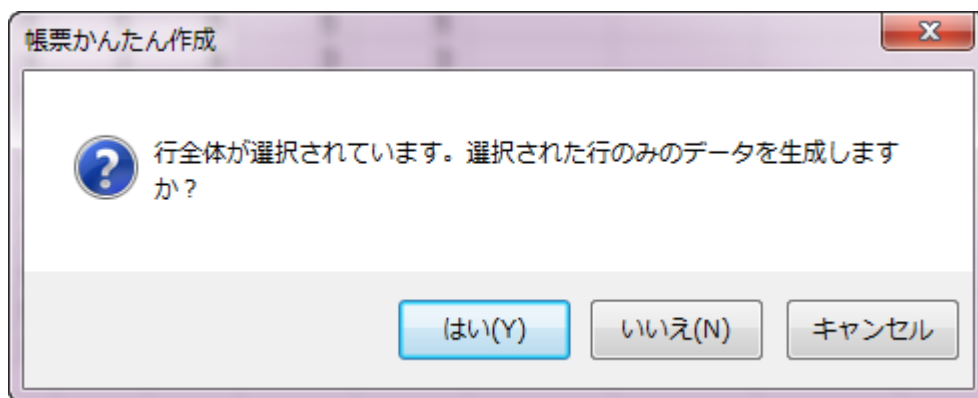 帳票かんたん作成
行全体が選択されています。選択された行のみのデータを生成します
か？
はい(Y)
いいえ(N)
キャンセル